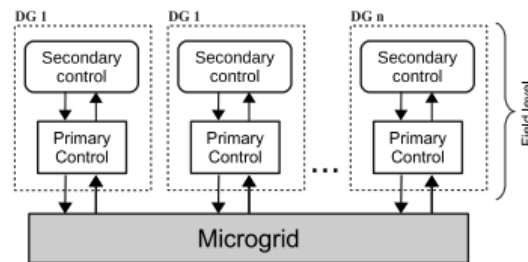 DG 1
DG 1
DG n
Secondary
control
Secondary
control
Secondary
control
Primary
Control
Primary
Control
Primary
Control
...
Microgrid
Field level